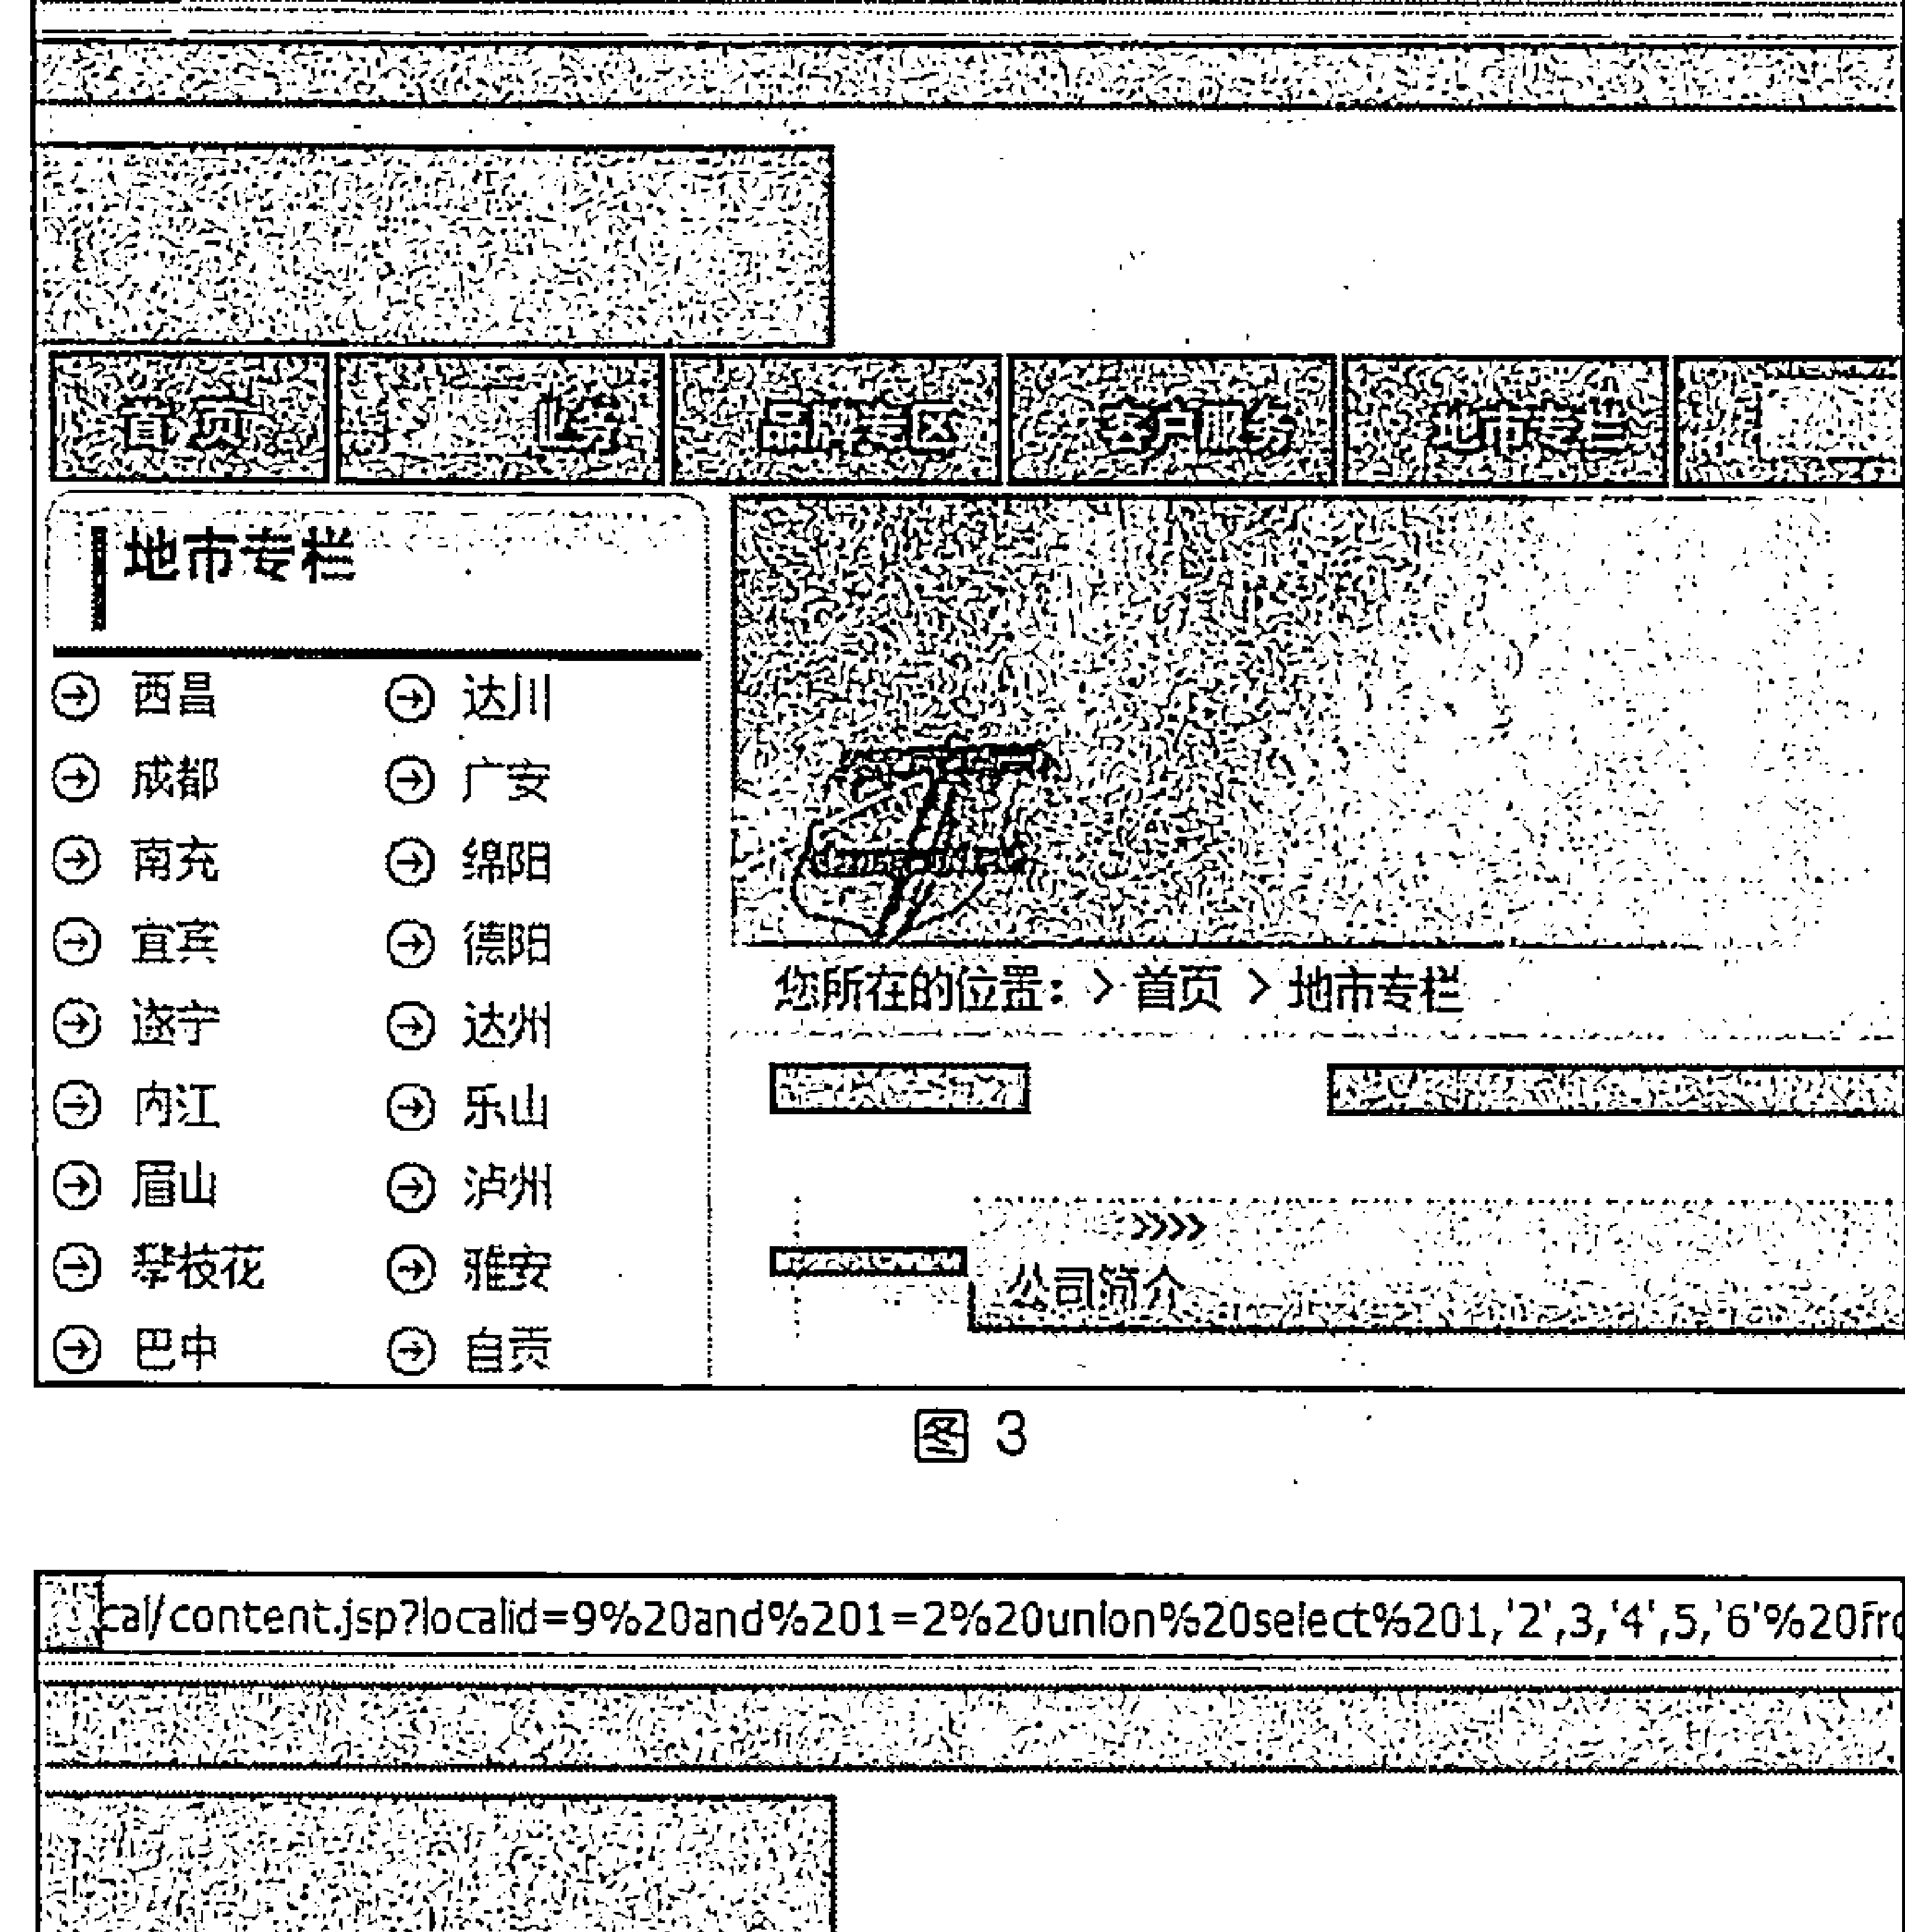 首 页 业务 品牌专区 客户服务 地市专栏
地市专栏
西昌 达川
成都 广安
南充 绵阳
宜宾 德阳
遂宁 达州
内江 乐山
眉山 泸州
攀枝花 雅安
巴中 自贡
您所在的位置: > 首页 > 地市专栏
>>>>
公司简介
图 3
cal/content.jsp?localid=9%20and%201=2%20union%20select%201,'2',3,'4',5,'6'%20fro